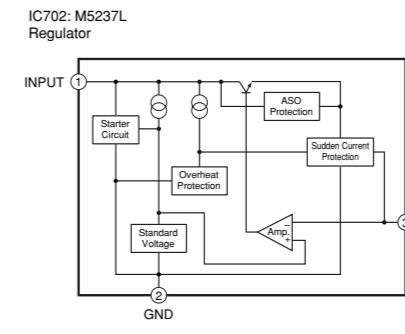 IC702: M5237L
Regulator
INPUT 1
ASO
Protection
Starter
Circuit
Sudden Current
Protection
Overheat
Protection
Standard
Voltage
Amp.
−
+
3
2
GND